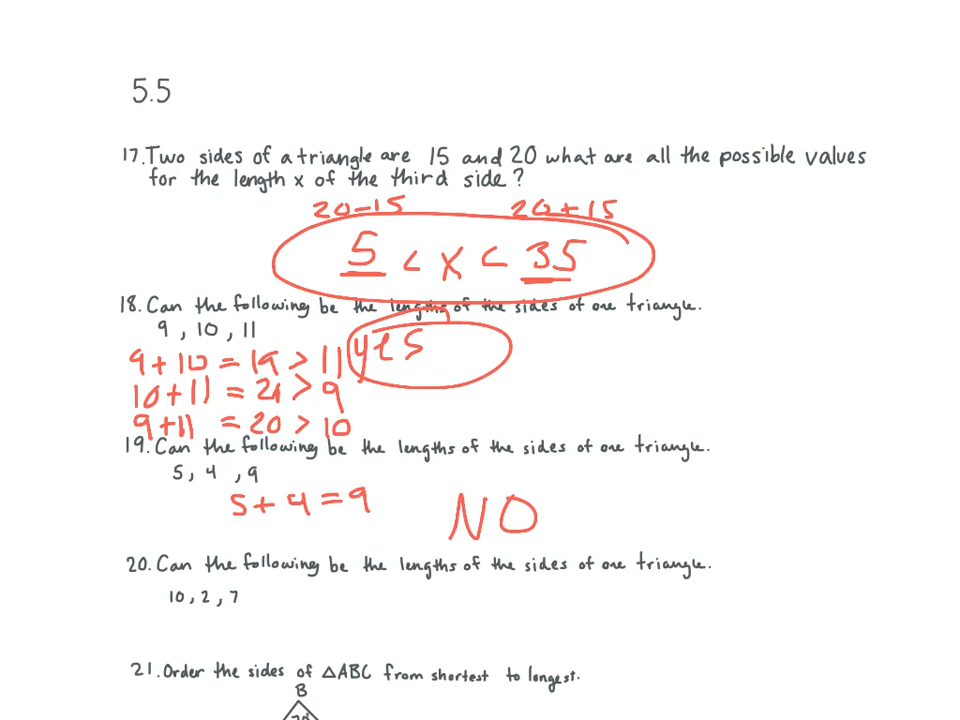 5.5
17. Two sides of a triangle are 15 and 20 what are all the possible values
for the length x of the third side?
20-15 20+15
5 < x < 35
18. Can the following be the lengths of the sides of one triangle.
9, 10, 11
9+10 = 19 > 11 yes
10+11 = 21 > 9
9+11 = 20 > 10
19. Can the following be the lengths of the sides of one triangle.
5, 4, 9
5+4=9 NO
20. Can the following be the lengths of the sides of one triangle.
10, 2, 7
21. Order the sides of △ABC from shortest to longest.
B